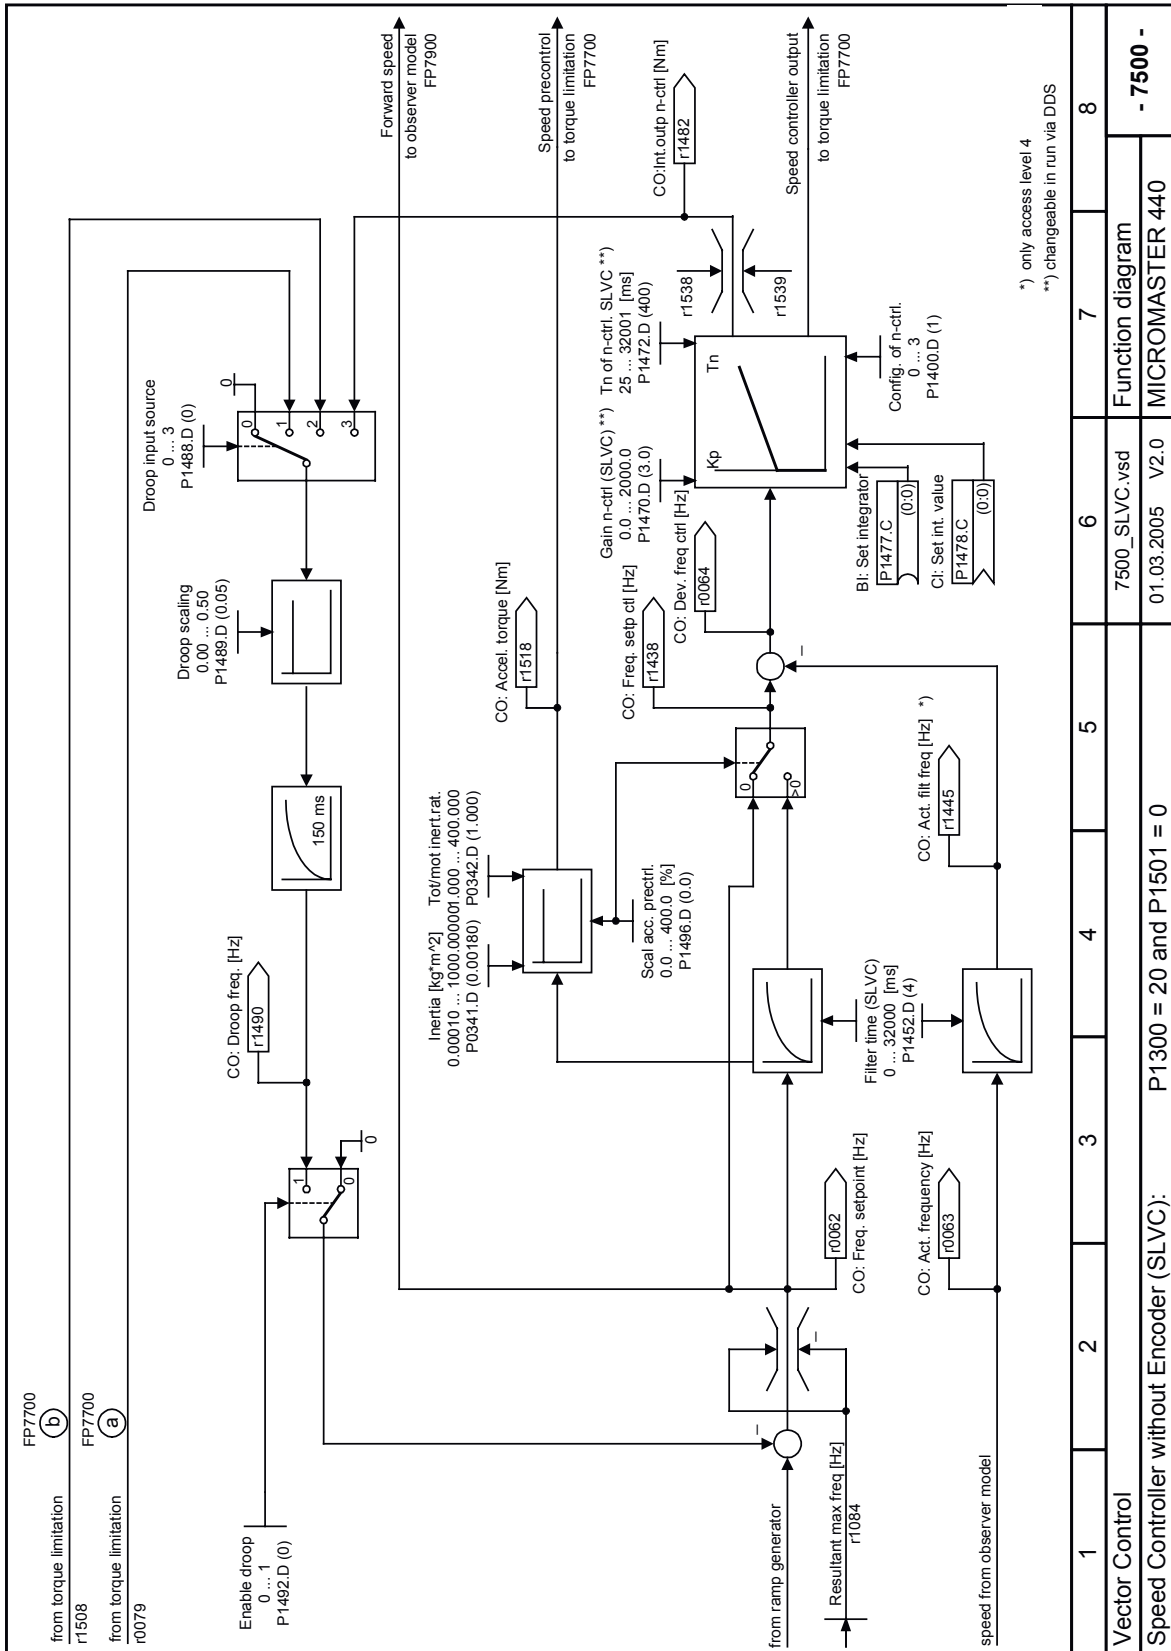 FP7700
b
from torque limitation
r1508
FP7700
a
from torque limitation
r0079
Enable droop
0 ... 1
P1492.D (0)
1
0
0
CO: Droop freq. [Hz]
r1490
150 ms
Droop scaling
0.00 ... 0.50
P1489.D (0.05)
Droop input source
0 ... 3
P1488.D (0)
0
0
1
2
3
Forward speed
to observer model
FP7900
Speed precontrol
to torque limitation
FP7700
CO:Int.outp n-ctrl [Nm]
r1482
Speed controller output
to torque limitation
FP7700
Inertia [kg*m^2]
0.00010 ... 1000.00000
P0341.D (0.00180)
Tot/mot inert.rat.
1.000 ... 400.000
P0342.D (1.000)
CO: Accel. torque [Nm]
r1518
Scal acc. prectrl.
0.0 ... 400.0 [%]
P1496.D (0.0)
CO: Freq. setp ctl [Hz]
r1438
CO: Dev. freq ctrl [Hz]
r0064
Gain n-ctrl (SLVC) **)
0.0 ... 2000.0
P1470.D (3.0)
Tn of n-ctrl. SLVC **)
25 ... 32001 [ms]
P1472.D (400)
r1538
r1539
Kp
Tn
0
>0
–
from ramp generator
–
–
Resultant max freq [Hz]
r1084
r0062
CO: Freq. setpoint [Hz]
Filter time (SLVC)
0 ... 32000 [ms]
P1452.D (4)
BI: Set integrator
P1477.C
(0:0)
CI: Set int. value
P1478.C
(0:0)
Config. of n-ctrl.
0 ... 3
P1400.D (1)
speed from observer model
CO: Act. frequency [Hz]
r0063
CO: Act. filt freq [Hz] *)
r1445
*) only access level 4
**) changeable in run via DDS
1
2
3
4
5
6
7
8
Vector Control
7500_SLVC.vsd
Function diagram
- 7500 -
Speed Controller without Encoder (SLVC):
P1300 = 20 and P1501 = 0
01.03.2005 V2.0
MICROMASTER 440